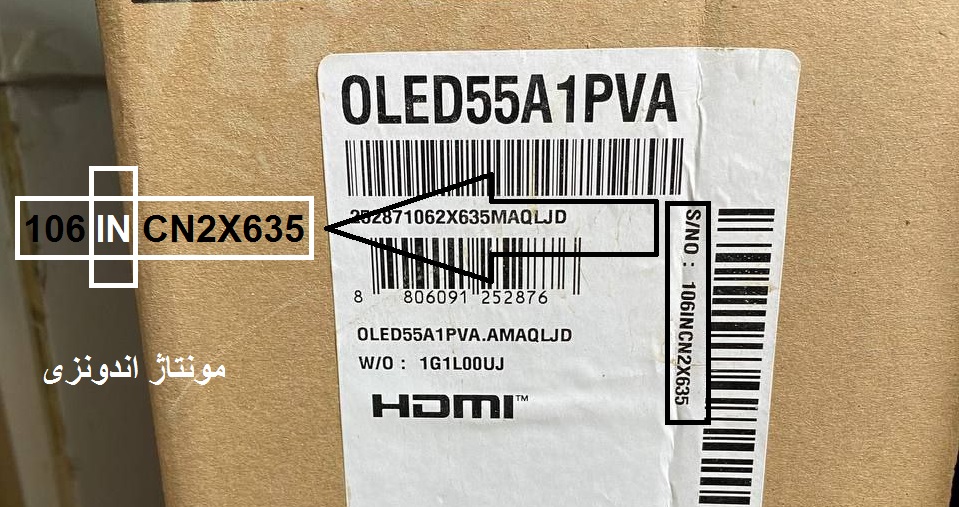 OLED55A1PVA
252871062X635MAQLJD
8 806091 252876
OLED55A1PVA.AMAQLJD
W/O : 1G1L00UJ
HDMI™
S/NO : 106INCN2X635
106 IN CN2X635
مونتاژ اندونزی